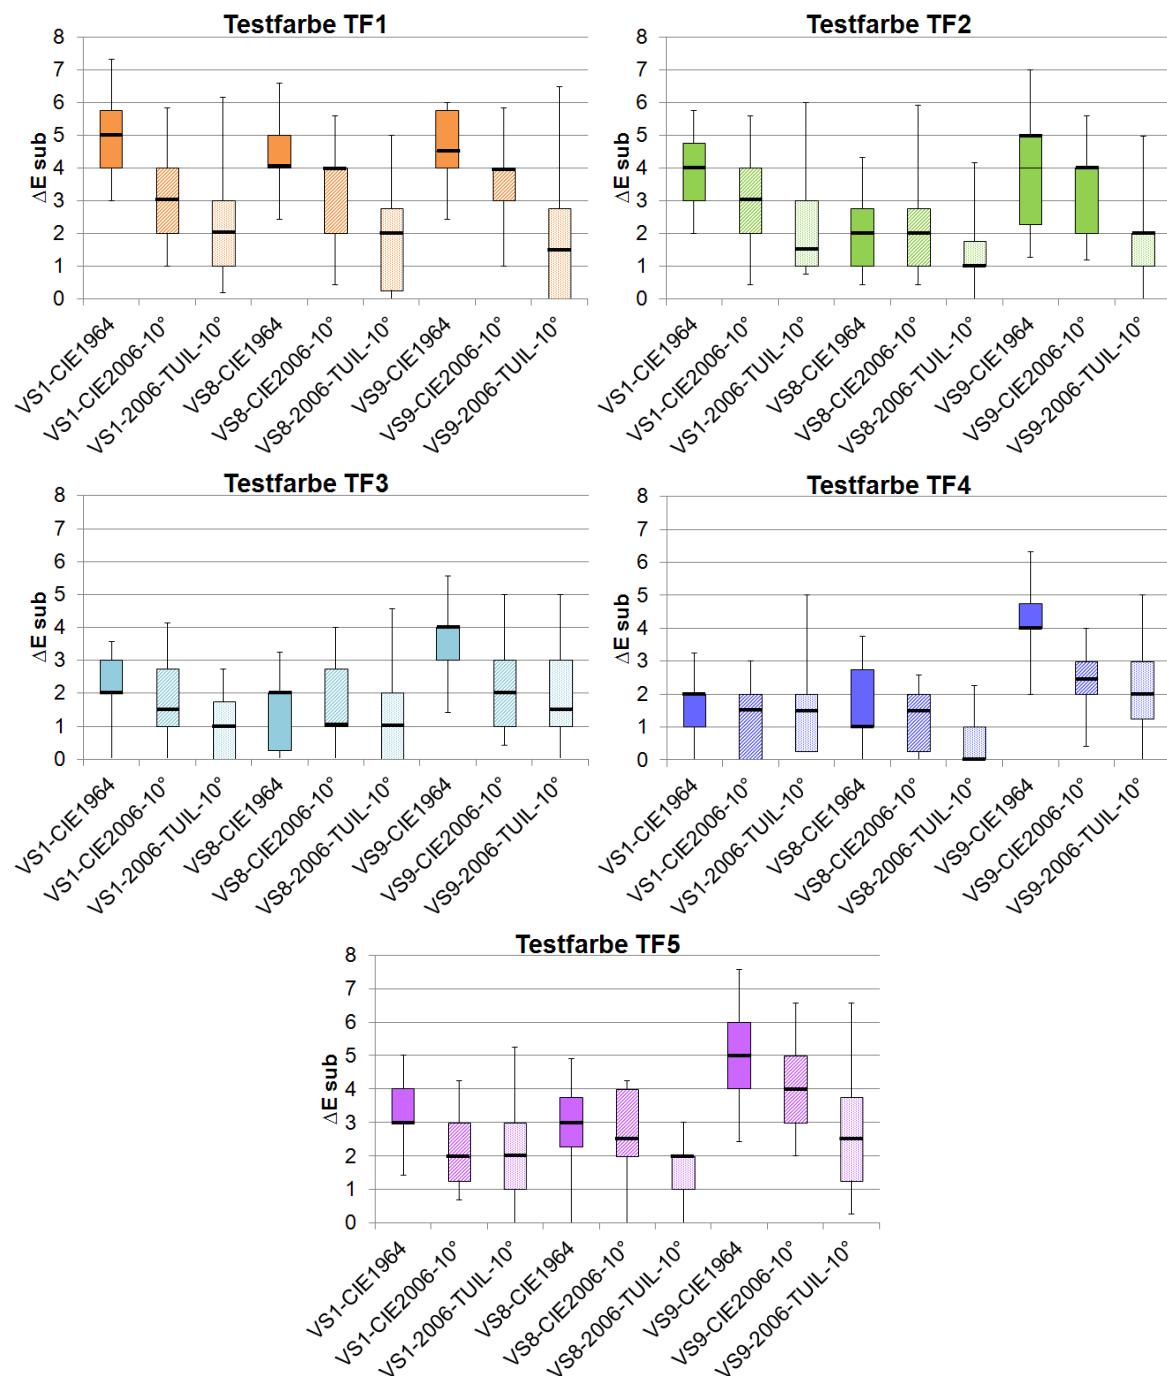 Testfarbe TF1
ΔE sub
8
7
6
5
4
3
2
1
0
VS1-CIE1964
VS1-CIE2006-10°
VS1-2006-TUIL-10°
VS8-CIE1964
VS8-CIE2006-10°
VS8-2006-TUIL-10°
VS9-CIE1964
VS9-CIE2006-10°
VS9-2006-TUIL-10°
Testfarbe TF2
ΔE sub
8
7
6
5
4
3
2
1
0
VS1-CIE1964
VS1-CIE2006-10°
VS1-2006-TUIL-10°
VS8-CIE1964
VS8-CIE2006-10°
VS8-2006-TUIL-10°
VS9-CIE1964
VS9-CIE2006-10°
VS9-2006-TUIL-10°
Testfarbe TF3
ΔE sub
8
7
6
5
4
3
2
1
0
VS1-CIE1964
VS1-CIE2006-10°
VS1-2006-TUIL-10°
VS8-CIE1964
VS8-CIE2006-10°
VS8-2006-TUIL-10°
VS9-CIE1964
VS9-CIE2006-10°
VS9-2006-TUIL-10°
Testfarbe TF4
ΔE sub
8
7
6
5
4
3
2
1
0
VS1-CIE1964
VS1-CIE2006-10°
VS1-2006-TUIL-10°
VS8-CIE1964
VS8-CIE2006-10°
VS8-2006-TUIL-10°
VS9-CIE1964
VS9-CIE2006-10°
VS9-2006-TUIL-10°
Testfarbe TF5
ΔE sub
8
7
6
5
4
3
2
1
0
VS1-CIE1964
VS1-CIE2006-10°
VS1-2006-TUIL-10°
VS8-CIE1964
VS8-CIE2006-10°
VS8-2006-TUIL-10°
VS9-CIE1964
VS9-CIE2006-10°
VS9-2006-TUIL-10°